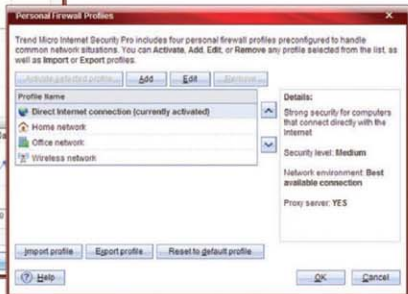 Personal Firewall Profiles
Trend Micro Internet Security Pro includes four personal firewall profiles preconfigured to handle
common network situations. You can Activate, Add, Edit, or Remove any profile selected from the list, as
well as Import or Export profiles.
Activate selected profile... Add Edit Remove...
Profile Name
Direct Internet connection (currently activated)
Home network
Office network
Wireless network
Details:
Strong security for computers
that connect directly with the
Internet
Security level: Medium
Network environment: Best
available connection
Proxy server: YES
Import profile Export profile Reset to default profile
Help OK Cancel